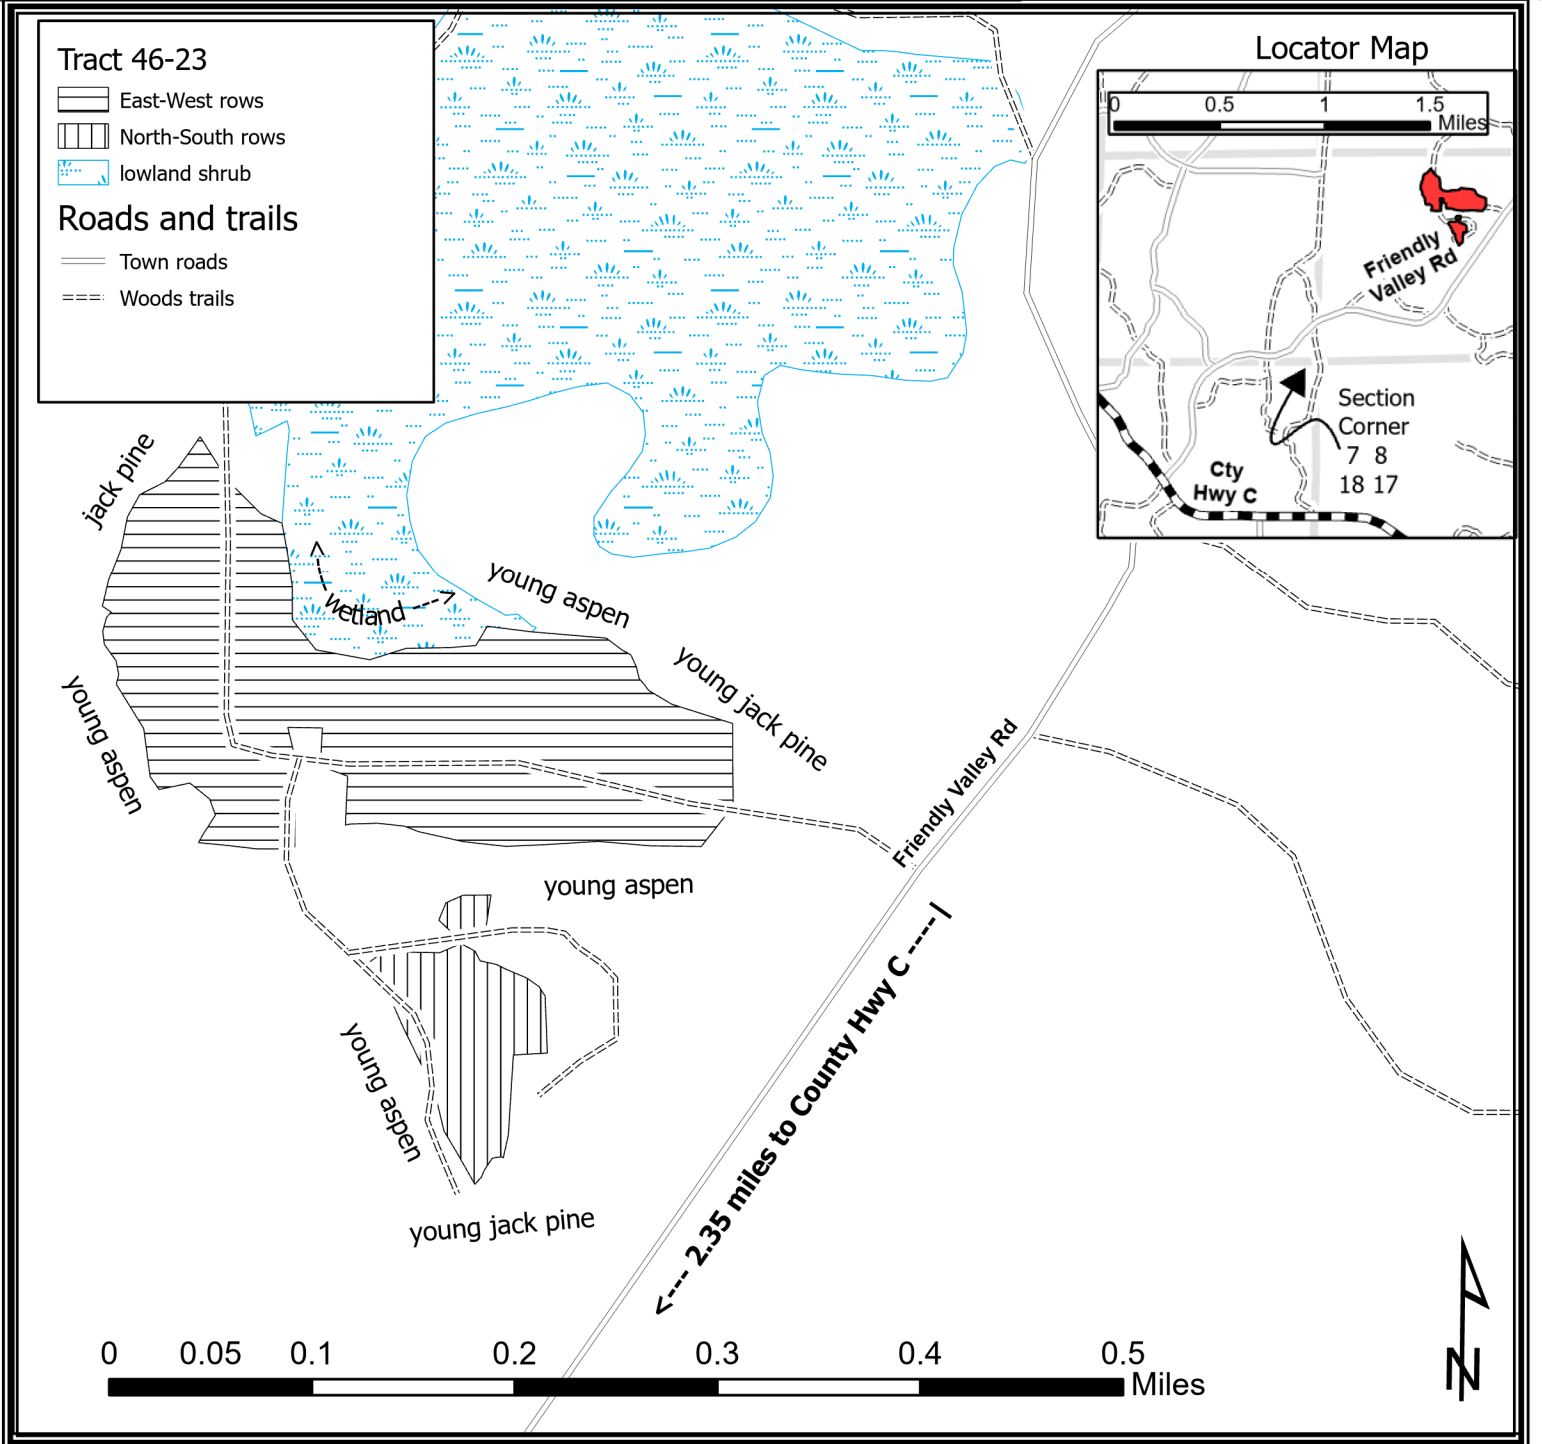 Tract 46-23
East-West rows
North-South rows
lowland shrub
Roads and trails
Town roads
Woods trails
Locator Map
0 0.5 1 1.5
Miles
Friendly
Valley Rd
Section
Corner
7 8
18 17
Cty
Hwy C
jack pine
wetland
young aspen
young jack pine
young aspen
Friendly Valley Rd
young aspen
<--- 2.35 miles to County Hwy C ----|
young aspen
young jack pine
0 0.05 0.1 0.2 0.3 0.4 0.5
Miles
N